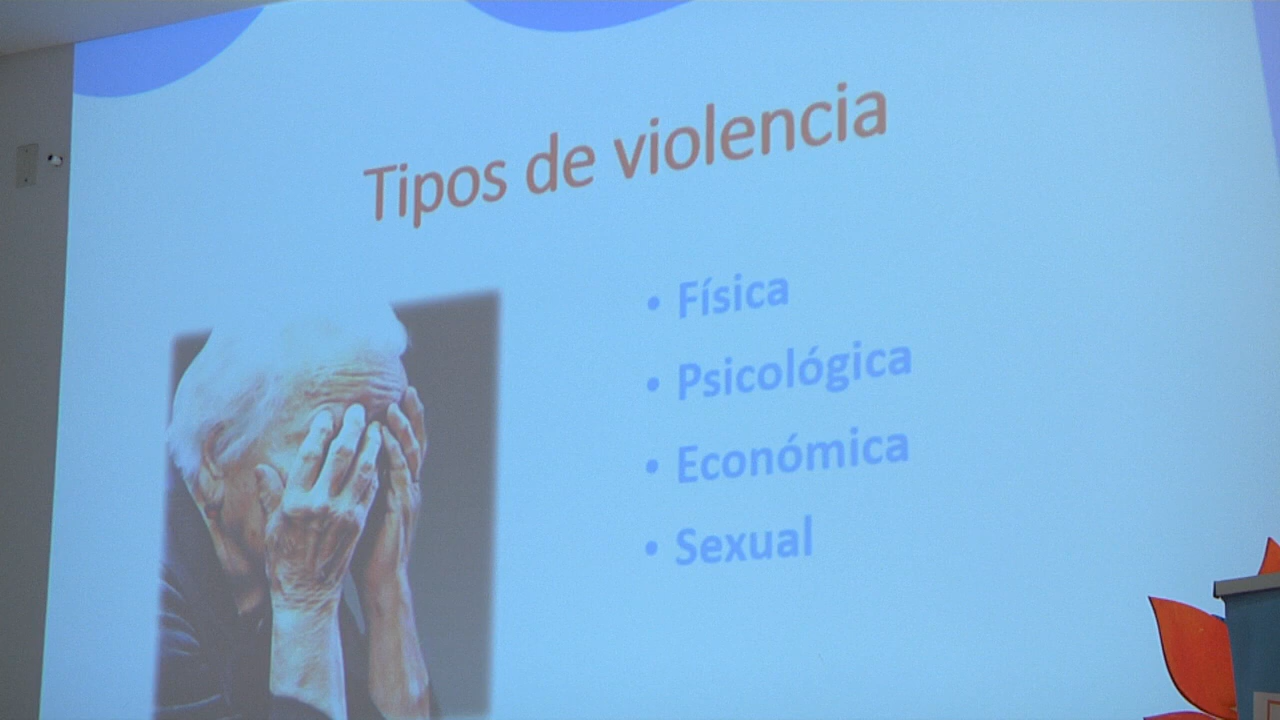 Tipos de violencia
• Física
• Psicológica
• Económica
• Sexual